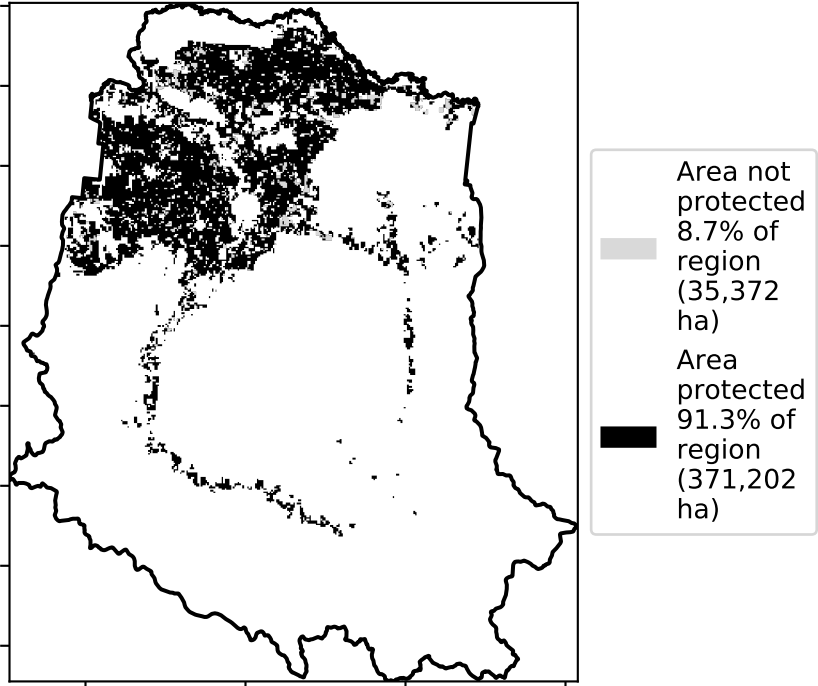 Area not
protected
8.7% of
region
(35,372
ha)
Area
protected
91.3% of
region
(371,202
ha)